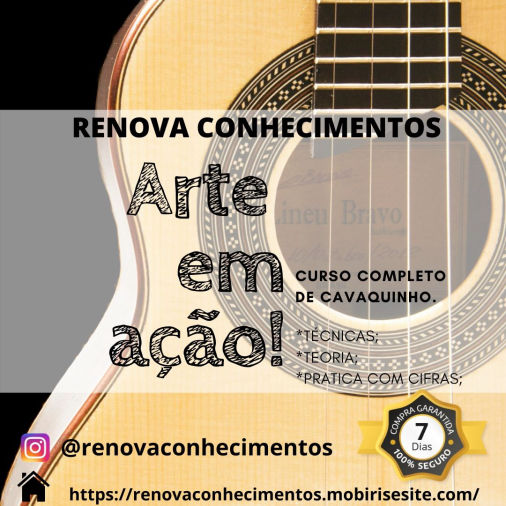 RENOVA CONHECIMENTOS
Arte
em
ação!
Lineu Bravo
CURSO COMPLETO
DE CAVAQUINHO.
*TÉCNICAS;
*TEORIA;
*PRATICA COM CIFRAS;
COMPRA GARANTIDA
7
Dias
100% SEGURO
@renovaconhecimentos
https://renovaconhecimentos.mobirisesite.com/